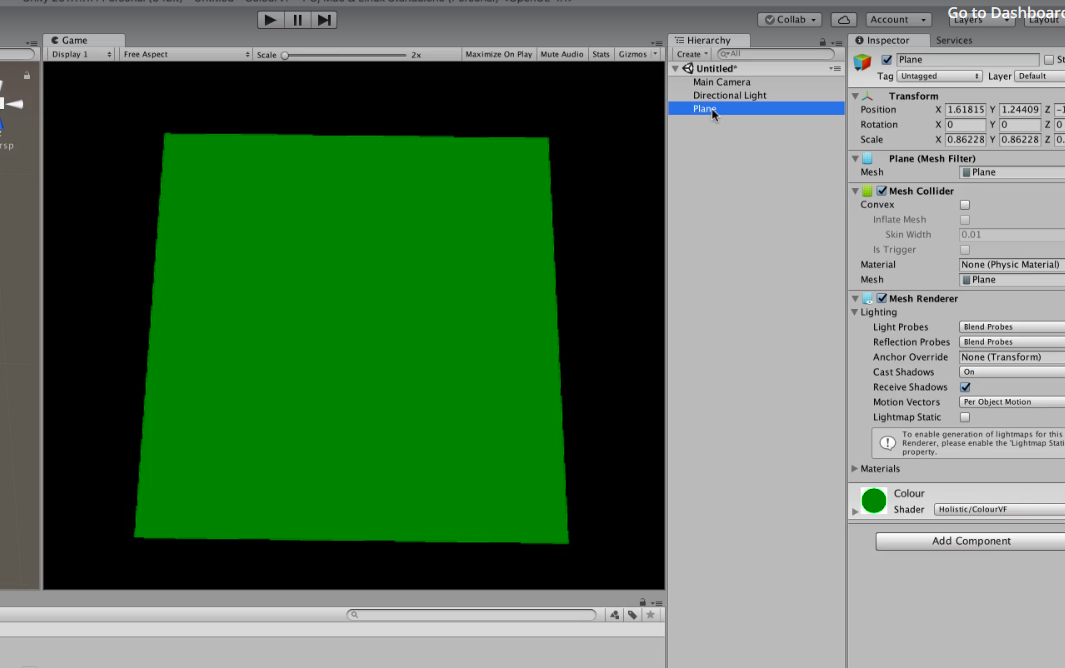 Go to Dashboard
Collab
Account
Layers
Layout
Game
Display 1
Free Aspect
Scale
2x
Maximize On Play
Mute Audio
Stats
Gizmos
Hierarchy
Create
All
Untitled*
Main Camera
Directional Light
Plane
Inspector
Services
Plane
Tag Untagged
Layer Default
Transform
Position X 1.61815 Y 1.24409 Z
Rotation X 0 Y 0 Z 0
Scale X 0.86228 Y 0.86228 Z 0.
Plane (Mesh Filter)
Mesh Plane
Mesh Collider
Convex
Inflate Mesh
Skin Width 0.01
Is Trigger
Material None (Physic Material)
Mesh Plane
Mesh Renderer
Lighting
Light Probes Blend Probes
Reflection Probes Blend Probes
Anchor Override None (Transform)
Cast Shadows On
Receive Shadows
Motion Vectors Per Object Motion
Lightmap Static
To enable generation of lightmaps for this
Renderer, please enable the 'Lightmap Stati
property.
Materials
Colour
Shader Holistic/ColourVF
Add Component